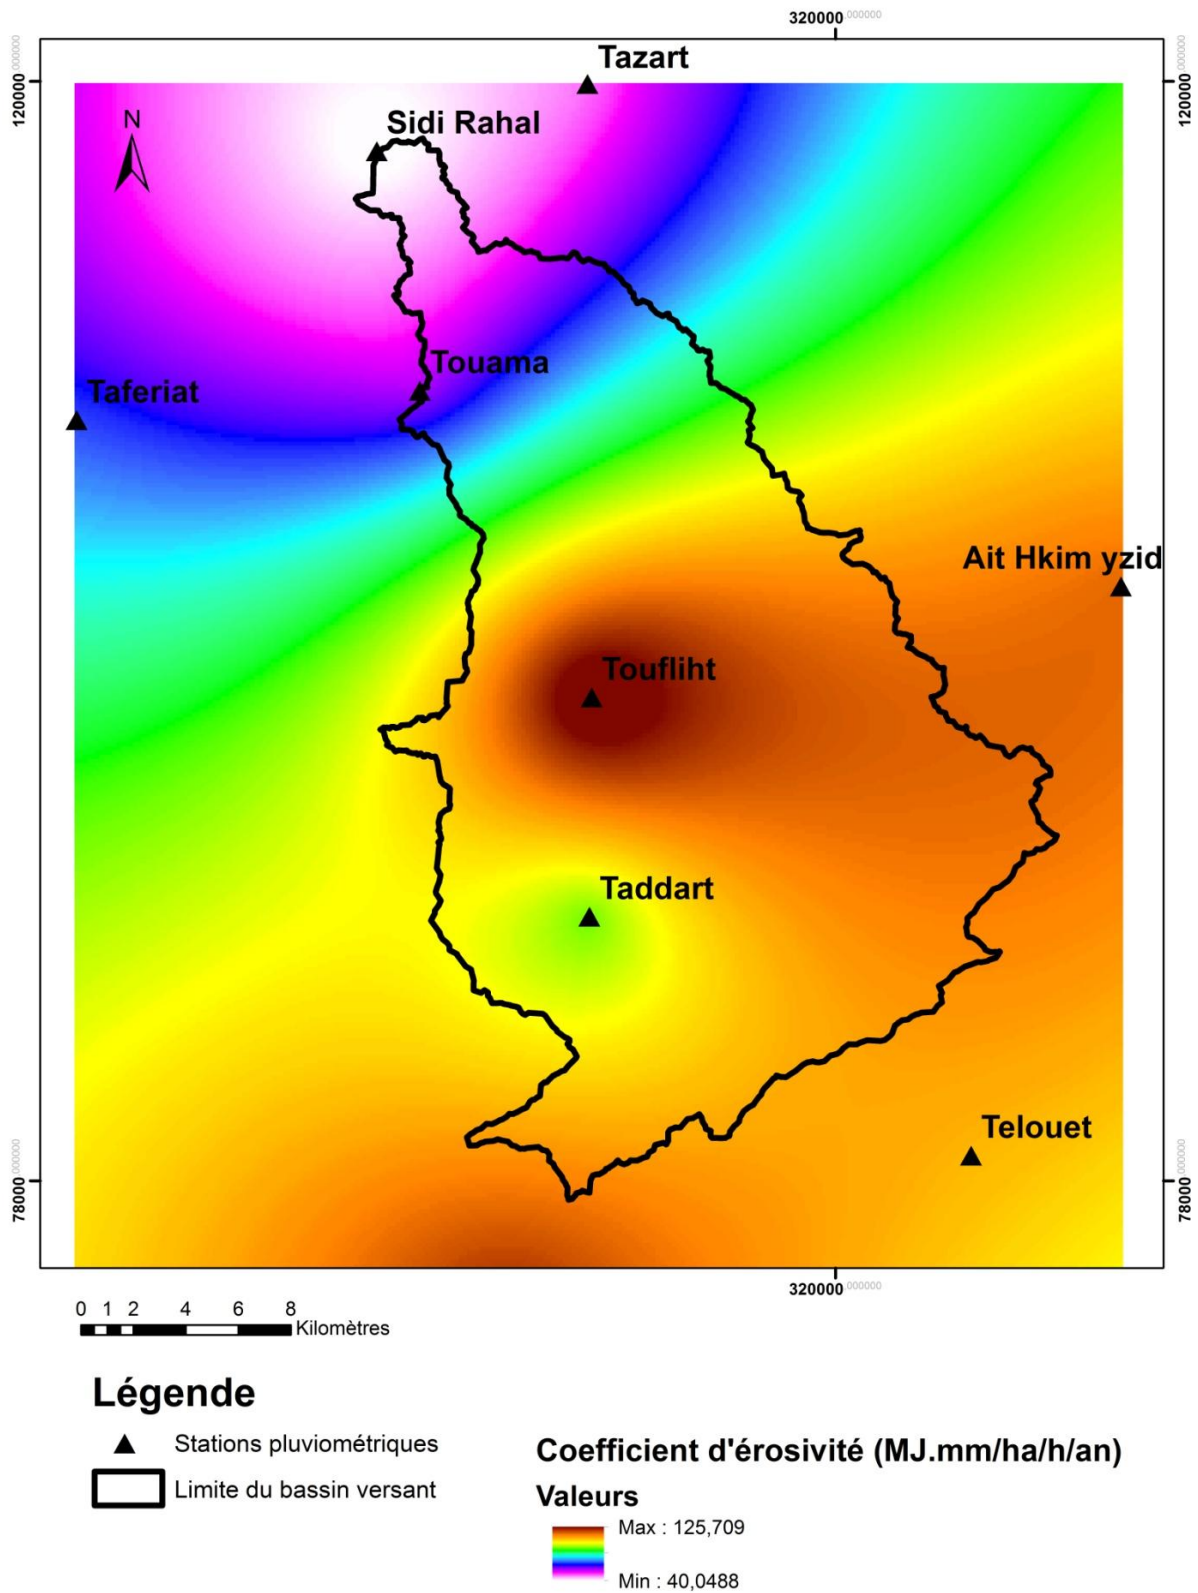 320000,000000
120000,000000
120000,000000
Tazart
N
Sidi Rahal
Touama
Taferiat
Ait Hkim yzid
Toufliht
Taddart
Telouet
78000,000000
78000,000000
320000,000000
0 1 2 4 6 8
Kilomètres
Légende
Stations pluviométriques
Limite du bassin versant
Coefficient d'érosivité (MJ.mm/ha/h/an)
Valeurs
Max : 125,709
Min : 40,0488